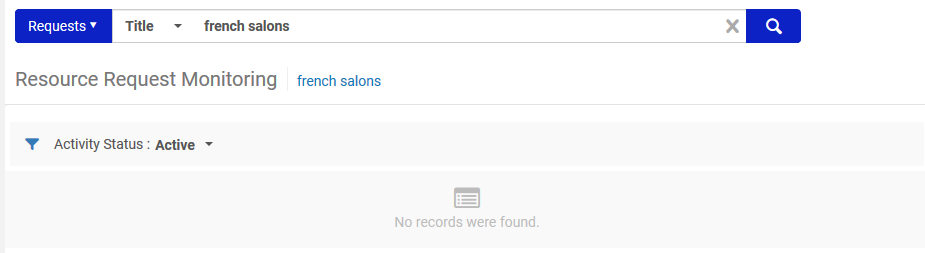 Requests Title french salons
Resource Request Monitoring french salons
Activity Status : Active
No records were found.